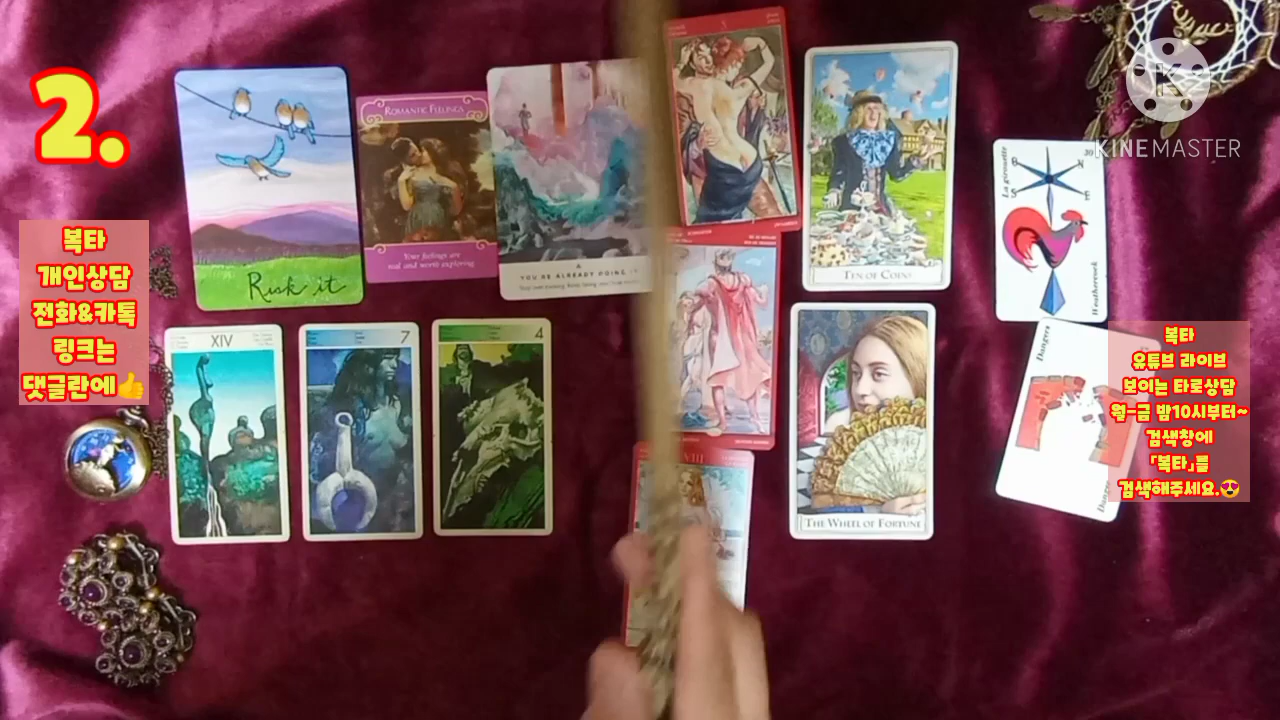 2.
복타
개인상담
전화&카톡
링크는
댓글란에👍
Risk it
ROMANTIC FEELINGS
Your feelings are
real and worth exploring.
YOU'RE ALREADY DOING IT
XIV
7
4
VIII
TEN OF COINS
THE WHEEL OF FORTUNE
La girouette
30
N
S
E
Weathercock
Dangers
KINEMASTER
복타
유튜브 라이브
보이는 타로상담
월-금 밤10시부터~
검색창에
「복타」를
검색해주세요.😍